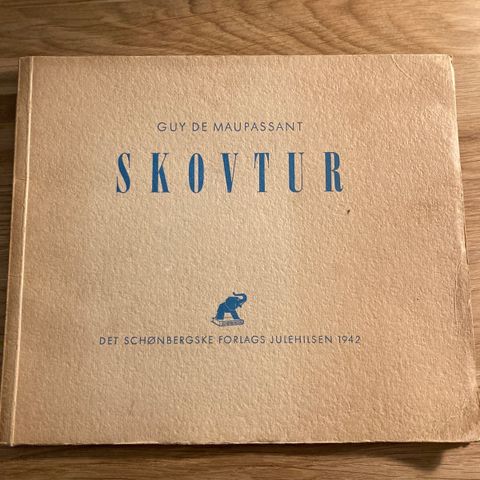 GUY DE MAUPASSANT
SKOVTUR
DET SCHØNBERGSKE FORLAGS JULEHILSEN 1942